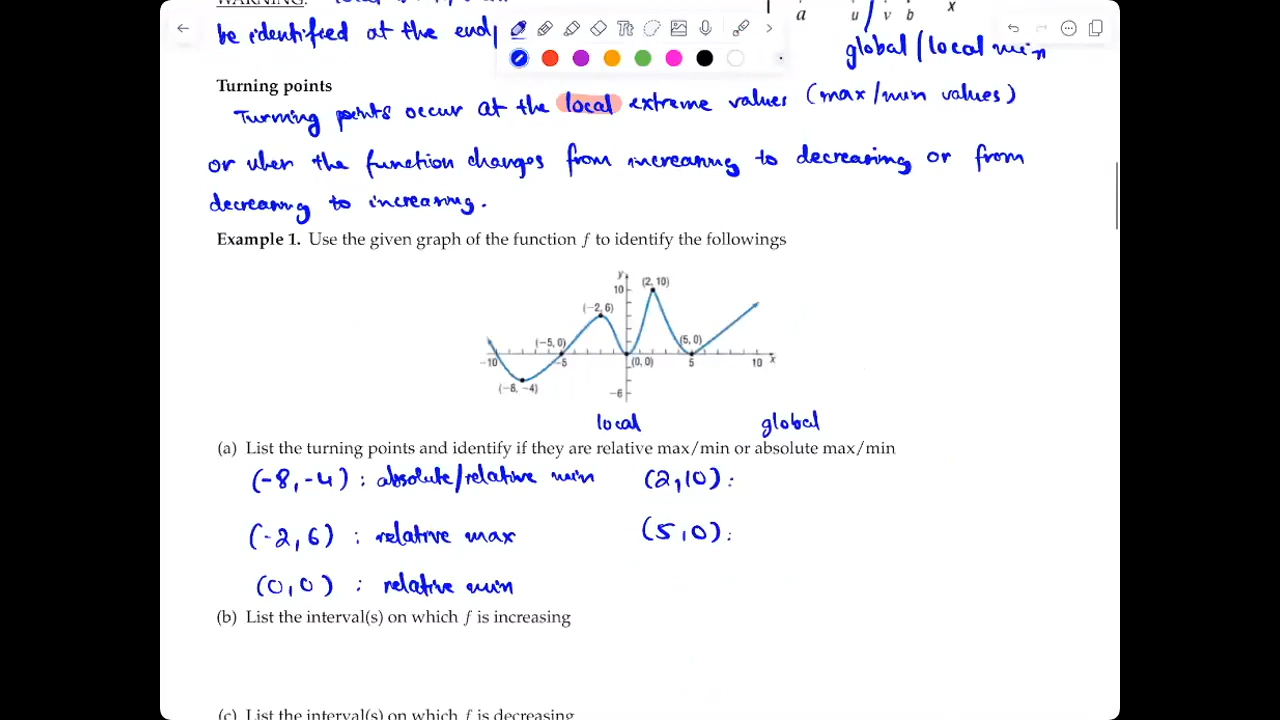 a u v b x
be identified at the
global/local min
Turning points
Turning points occur at the local extreme values (max/min values)
or when the function changes from increasing to decreasing or from
decreasing to increasing.
Example 1. Use the given graph of the function f to identify the followings
y
(2, 10)
10
(−2, 6)
(−5, 0)
(5, 0)
−10 −5 (0, 0) 5 10 x
(−8, −4)
−6
local global
(a) List the turning points and identify if they are relative max/min or absolute max/min
(-8,-4) : absolute/relative min (2,10) :
(-2,6) : relative max (5,0) :
(0,0) : relative min
(b) List the interval(s) on which f is increasing
(c) List the interval(s) on which f is decreasing